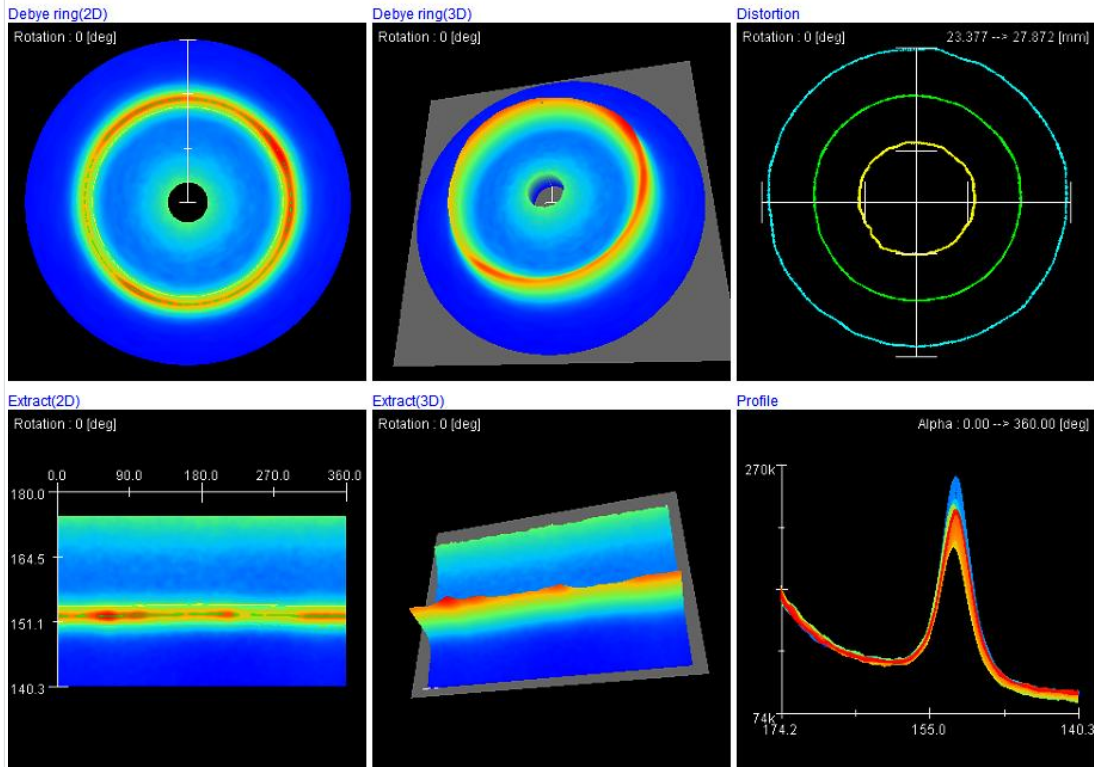 Debye ring(2D)
Rotation : 0 [deg]
Debye ring(3D)
Rotation : 0 [deg]
Distortion
Rotation : 0 [deg]
23.377 --> 27.872 [mm]
Extract(2D)
Rotation : 0 [deg]
0.0 90.0 180.0 270.0 360.0
180.0
164.5
151.1
140.3
Extract(3D)
Rotation : 0 [deg]
Profile
Alpha : 0.00 --> 360.00 [deg]
270k
74k
174.2 155.0 140.3